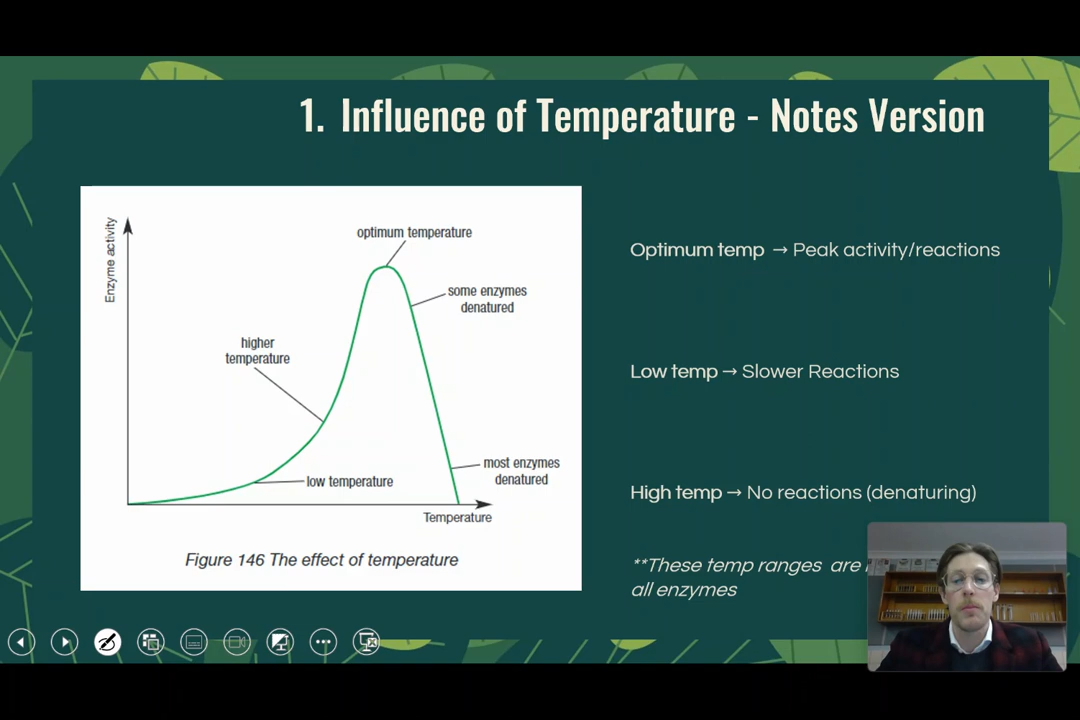 1. Influence of Temperature - Notes Version
Enzyme activity
optimum temperature
some enzymes
denatured
higher
temperature
low temperature
most enzymes
denatured
Temperature
Figure 146 The effect of temperature
Optimum temp → Peak activity/reactions
Low temp → Slower Reactions
High temp → No reactions (denaturing)
**These temp ranges are
all enzymes